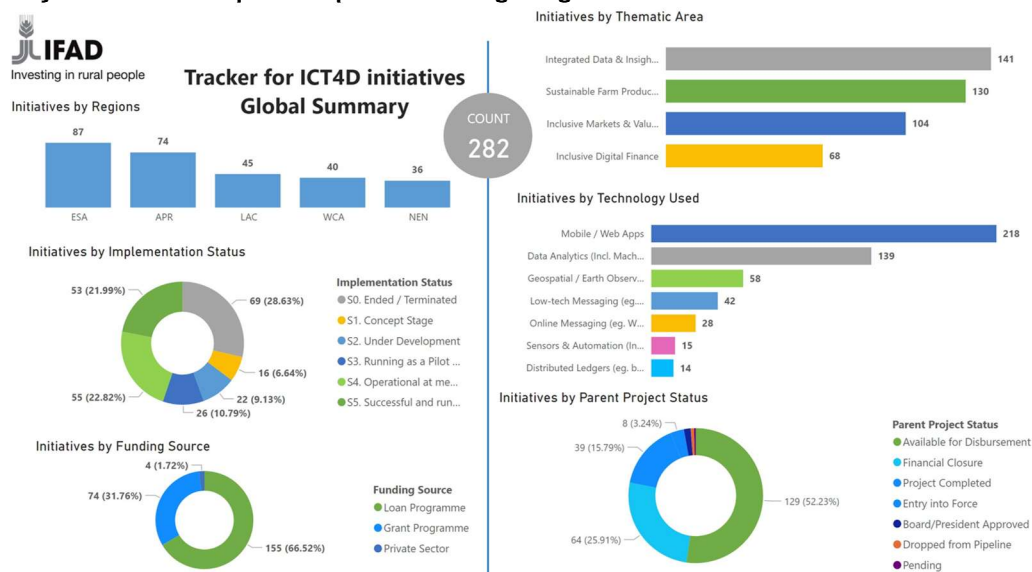 IFAD
Investing in rural people
Tracker for ICT4D initiatives
Global Summary
COUNT
282
Initiatives by Regions
87
74
45
40
36
ESA
APR
LAC
WCA
NEN
Initiatives by Implementation Status
53 (21.99%)
69 (28.63%)
16 (6.64%)
22 (9.13%)
26 (10.79%)
55 (22.82%)
Implementation Status
S0. Ended / Terminated
S1. Concept Stage
S2. Under Development
S3. Running as a Pilot ...
S4. Operational at me...
S5. Successful and run...
Initiatives by Funding Source
4 (1.72%)
74 (31.76%)
155 (66.52%)
Funding Source
Loan Programme
Grant Programme
Private Sector
Initiatives by Thematic Area
Integrated Data & Insigh... 141
Sustainable Farm Produc... 130
Inclusive Markets & Valu... 104
Inclusive Digital Finance 68
Initiatives by Technology Used
Mobile / Web Apps 218
Data Analytics (Incl. Mach... 139
Geospatial / Earth Observ... 58
Low-tech Messaging (eg.... 42
Online Messaging (eg. W... 28
Sensors & Automation (In... 15
Distributed Ledgers (eg. b... 14
Initiatives by Parent Project Status
8 (3.24%)
39 (15.79%)
129 (52.23%)
64 (25.91%)
Parent Project Status
Available for Disbursement
Financial Closure
Project Completed
Entry into Force
Board/President Approved
Dropped from Pipeline
Pending